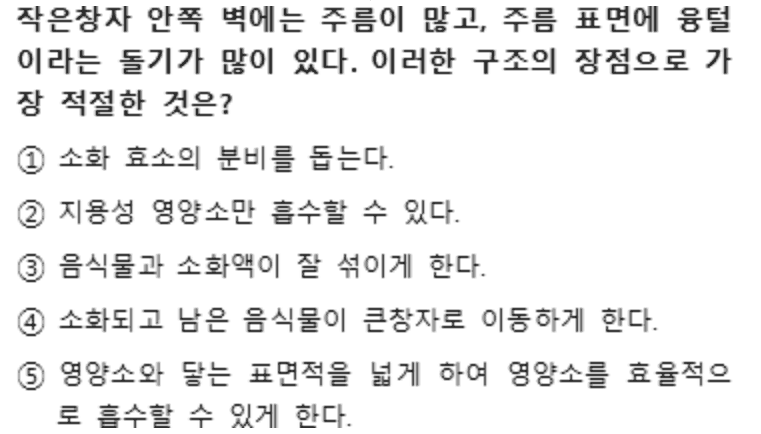 작은창자 안쪽 벽에는 주름이 많고, 주름 표면에 융털
이라는 돌기가 많이 있다. 이러한 구조의 장점으로 가
장 적절한 것은?
① 소화 효소의 분비를 돕는다.
② 지용성 영양소만 흡수할 수 있다.
③ 음식물과 소화액이 잘 섞이게 한다.
④ 소화되고 남은 음식물이 큰창자로 이동하게 한다.
⑤ 영양소와 닿는 표면적을 넓게 하여 영양소를 효율적으
로 흡수할 수 있게 한다.